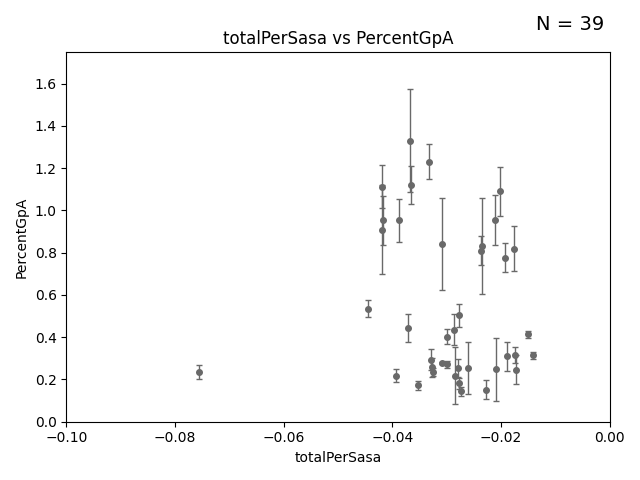 N = 39
totalPerSasa vs PercentGpA
PercentGpA
1.6
1.4
1.2
1.0
0.8
0.6
0.4
0.2
0.0
−0.10 −0.08 −0.06 −0.04 −0.02 0.00
totalPerSasa